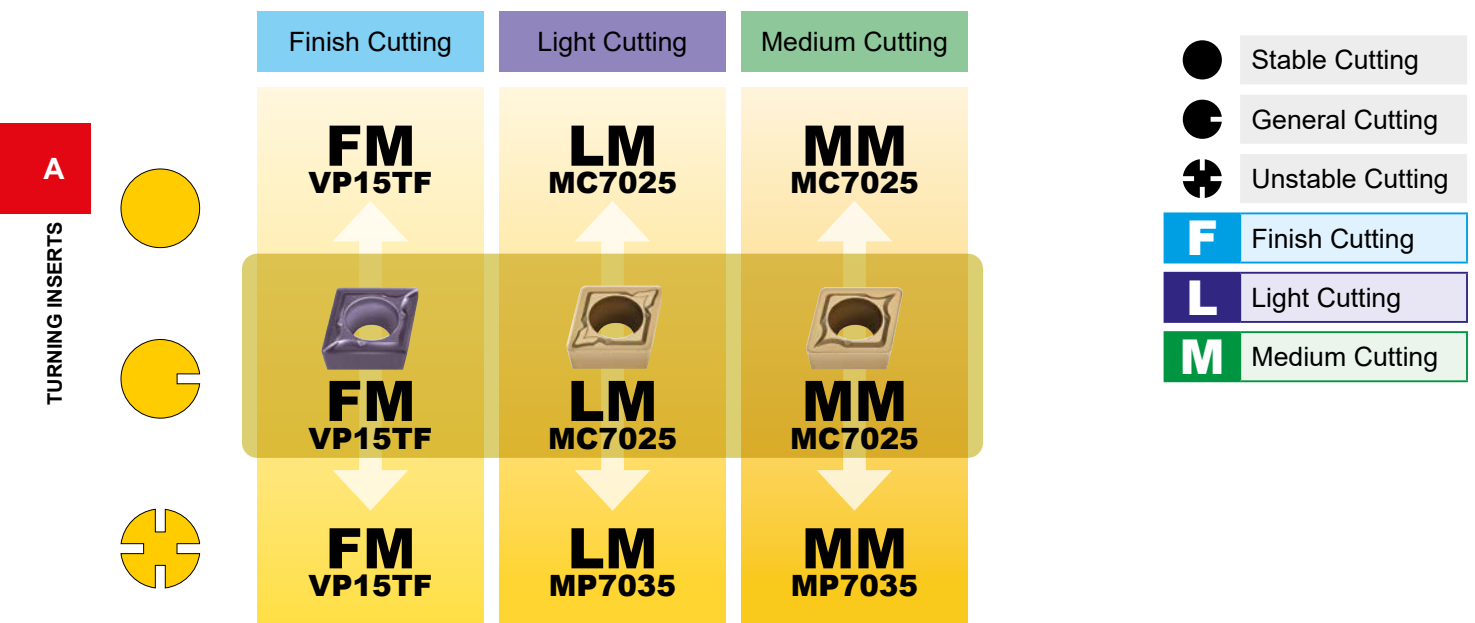 Finish Cutting
Light Cutting
Medium Cutting
Stable Cutting
General Cutting
Unstable Cutting
F Finish Cutting
L Light Cutting
M Medium Cutting
A
TURNING INSERTS
FM
VP15TF
LM
MC7025
MM
MC7025
FM
VP15TF
LM
MC7025
MM
MC7025
FM
VP15TF
LM
MP7035
MM
MP7035